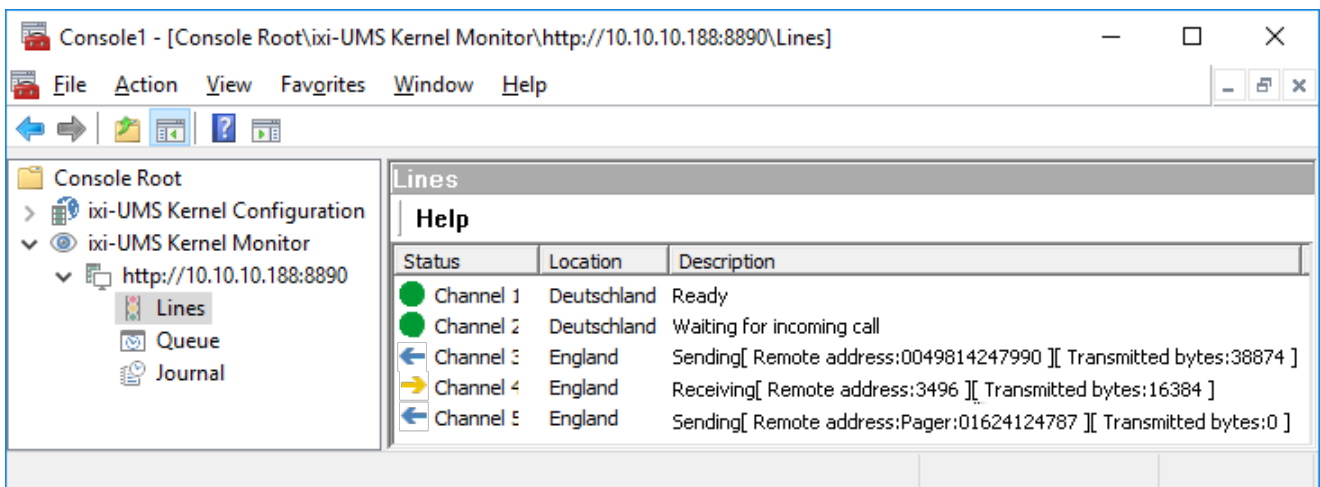 Console1 - [Console Root\ixi-UMS Kernel Monitor\http://10.10.10.188:8890\Lines]
File Action View Favorites Window Help
Console Root
ixi-UMS Kernel Configuration
ixi-UMS Kernel Monitor
http://10.10.10.188:8890
Lines
Queue
Journal
Lines
Help
Status Location Description
Channel 1 Deutschland Ready
Channel 2 Deutschland Waiting for incoming call
Channel 3 England Sending[ Remote address:0049814247990 ][ Transmitted bytes:38874 ]
Channel 4 England Receiving[ Remote address:3496 ][ Transmitted bytes:16384 ]
Channel 5 England Sending[ Remote address:Pager:01624124787 ][ Transmitted bytes:0 ]